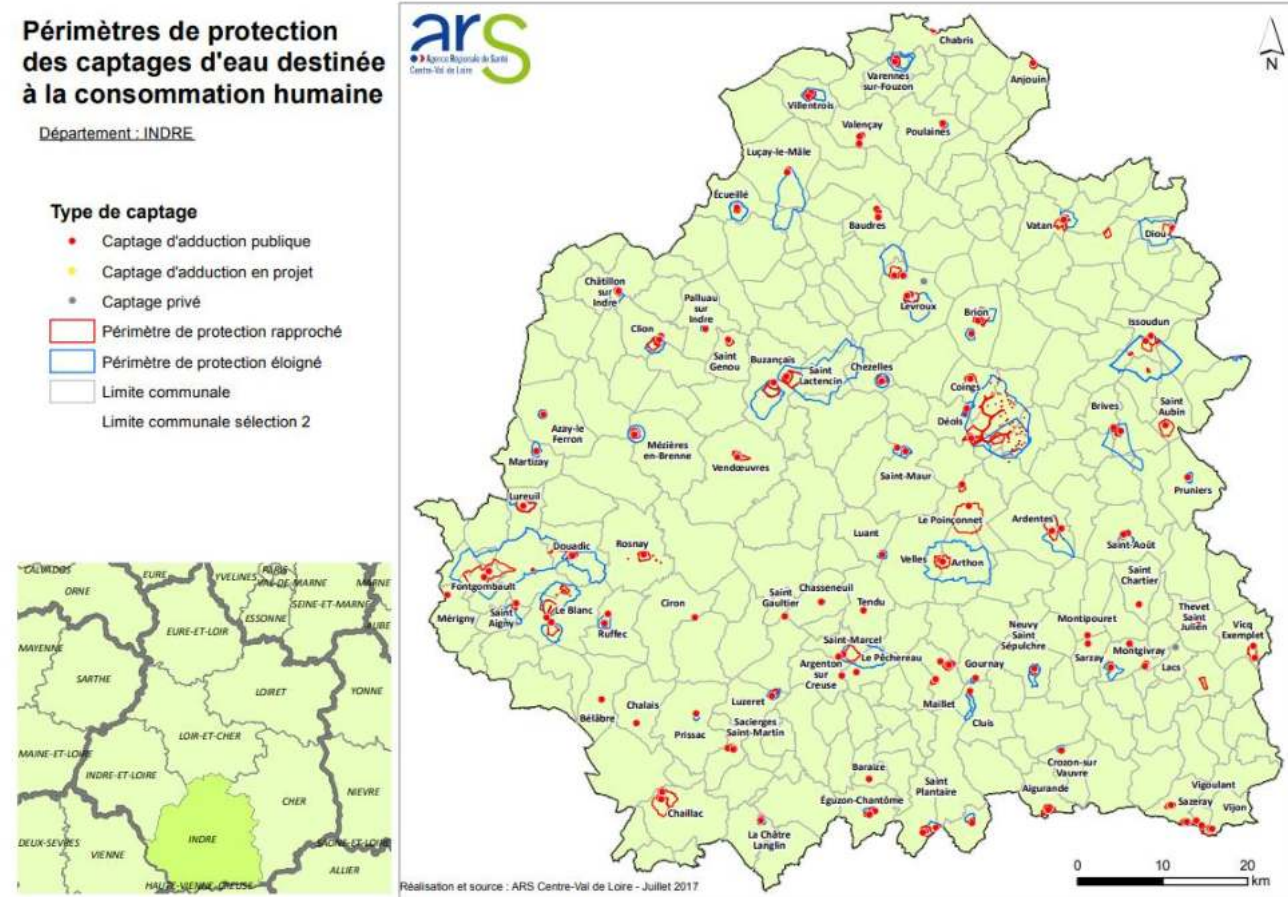 Périmètres de protection
des captages d'eau destinée
à la consommation humaine
Département : INDRE
Type de captage
Captage d'adduction publique
Captage d'adduction en projet
Captage privé
Périmètre de protection rapproché
Périmètre de protection éloigné
Limite communale
Limite communale sélection 2
ars
Agence Régionale de Santé
Centre-Val de Loire
N
Chabris
Anjouin
Varennes
sur-Fouzon
Villentrois
Valençay
Poulaines
Luçay-le-Mâle
Écueillé
Baudres
Vatan
Diou
Châtillon
sur
Indre
Palluau
sur
Indre
Levroux
Brion
Issoudun
Clion
Saint
Genou
Buzançais
Saint
Lactencin
Chezelles
Coings
Déols
Brives
Saint
Aubin
Azay-le
Ferron
Martizay
Mézières
en-Brenne
Vendœuvres
Saint-Maur
Pruniers
Lureuil
Le Poinçonnet
Ardentes
Douadic
Rosnay
Luant
Velles
Arthon
Saint-Août
Fontgombault
Saint
Chartier
Mérigny
Saint
Aigny
Le Blanc
Ruffec
Ciron
Saint
Gaultier
Chasseneuil
Tendu
Neuvy
Saint
Sépulchre
Montipouret
Thevet
Saint
Julien
Vicq
Exemplet
Saint-Marcel
Le Pêchereau
Argenton
sur
Creuse
Gournay
Sarzay
Montgivray
Lacs
Bélâbre
Chalais
Prissac
Luzeret
Sacierges
Saint-Martin
Maillet
Cluis
Crozon-sur
Vauvre
Baraize
Saint
Plantaire
Aigurande
Vigoulant
Sazeray
Vijon
Chaillac
Éguzon-Chantôme
La Châtre
Langlin
0 10 20
km
Réalisation et source : ARS Centre-Val de Loire - Juillet 2017
CALVADOS
EURE
YVELINES
PARIS
VAL-DE-MARNE
MARNE
ORNE
ESSONNE
SEINE-ET-MARNE
AUBE
EURE-ET-LOIR
MAYENNE
SARTHE
LOIRET
YONNE
LOIR-ET-CHER
MAINE-ET-LOIRE
INDRE-ET-LOIRE
CHER
NIEVRE
INDRE
DEUX-SEVRES
VIENNE
SAONE-ET-LOIRE
ALLIER
HAUTE-VIENNE
CREUSE